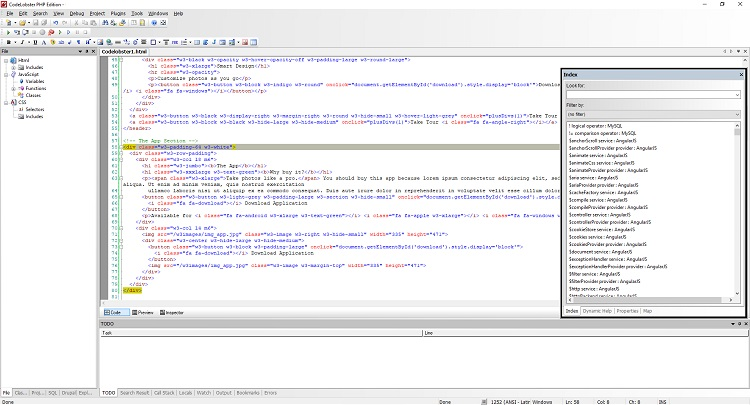 CodeLobster PHP Edition -
File Edit Search View Debug Project Plugins Tools Windows Help
File
Html
Includes
JavaScript
Variables
Functions
Classes
CSS
Selectors
Includes
Codelobster1.html
<div class="w3-black w3-opacity w3-hover-opacity-off w3-padding-large w3-round-large">
<h1 class="w3-xlarge">Smart Design</h1>
<hr class="w3-opacity">
<p>Customize photos as you go</p>
<p><button class="w3-button w3-block w3-indigo w3-round" onclick="document.getElementById('download').style.display='block'">Downlo
</i> <i class="fa fa-windows"></i></button></p>
</div>
</div>
<a class="w3-button w3-black w3-display-right w3-margin-right w3-round w3-hide-small w3-hover-light-grey" onclick="plusDivs(1)">Take Tour
<a class="w3-button w3-block w3-black w3-hide-large w3-hide-medium" onclick="plusDivs(1)">Take Tour <i class="fa fa-angle-right"></i></a>
</header>
<!-- The App Section -->
<div class="w3-padding-64 w3-white">
<div class="w3-row-padding">
<div class="w3-col l8 m6">
<h1 class="w3-jumbo"><b>The App</b></h1>
<h1 class="w3-xxxlarge w3-text-green"><b>Why buy it?</b></h1>
<p><span class="w3-xlarge">Take photos like a pro.</span> You should buy this app because lorem ipsum consectetur adipiscing elit, sed
aliqua. Ut enim ad minim veniam, quis nostrud exercitation
ullamco laboris nisi ut aliquip ex ea commodo consequat. Duis aute irure dolor in reprehenderit in voluptate velit esse cillum dolor
<button class="w3-button w3-light-grey w3-padding-large w3-section w3-hide-small" onclick="document.getElementById('download').style.
<i class="fa fa-download"></i> Download Application
</button>
<p>Available for <i class="fa fa-android w3-xlarge w3-text-green"></i> <i class="fa fa-apple w3-xlarge"></i> <i class="fa fa-windows w
</div>
<div class="w3-col l4 m6">
<img src="/w3images/img_app.jpg" class="w3-image w3-right w3-hide-small" width="335" height="471">
<div class="w3-center w3-hide-large w3-hide-medium">
<button class="w3-button w3-block w3-padding-large" onclick="document.getElementById('download').style.display='block'">
<i class="fa fa-download"></i> Download Application
</button>
<img src="/w3images/img_app.jpg" class="w3-image w3-margin-top" width="335" height="471">
</div>
</div>
</div>
</div>
Code Preview Inspector
Index
Look for:
Filter by:
(no filter)
! logical operator : MySQL
!= comparison operator : MySQL
$anchorScroll service : AngularJS
$anchorScrollProvider provider : AngularJS
$animate service : AngularJS
$animateCss service : AngularJS
$animateProvider provider : AngularJS
$aria service : AngularJS
$ariaProvider provider : AngularJS
$cacheFactory service : AngularJS
$compile service : AngularJS
$compileProvider provider : AngularJS
$controller service : AngularJS
$controllerProvider provider : AngularJS
$cookieStore service : AngularJS
$cookies service : AngularJS
$cookiesProvider provider : AngularJS
$document service : AngularJS
$exceptionHandler service : AngularJS
$exceptionHandlerProvider provider : AngularJS
$filter service : AngularJS
$filterProvider provider : AngularJS
$http service : AngularJS
$httpBackend service : AngularJS
Index Dynamic Help Properties Map
TODO
Task Line
File Clas... Proj... SQL Drupal Expl...
TODO Search Result Call Stack Locals Watch Output Bookmarks Errors
Done Done 1252 (ANSI - Latin Windows Ln: 58 Col: 8 Ch: 8 INS